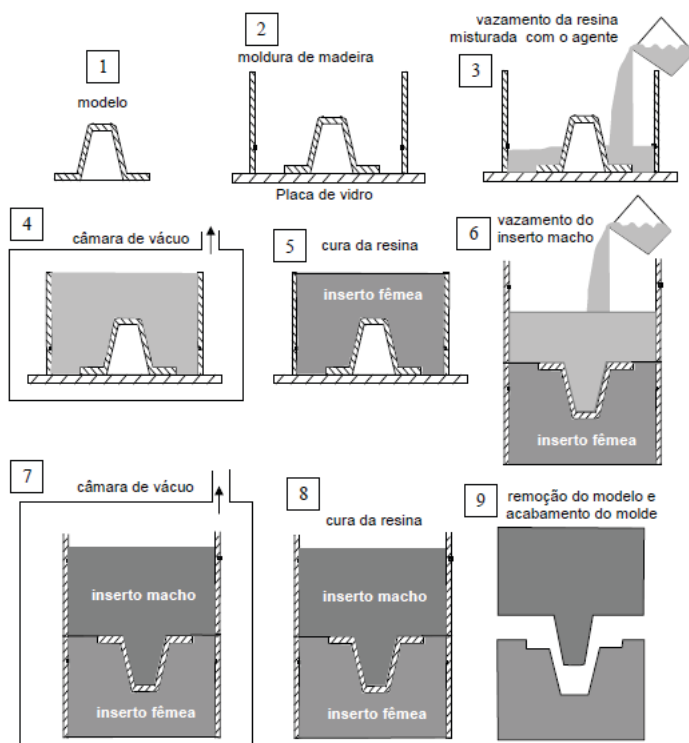 1
modelo
2
moldura de madeira
Placa de vidro
vazamento da resina
misturada com o agente
3
4
câmara de vácuo
5
cura da resina
inserto fêmea
6
vazamento do
inserto macho
inserto fêmea
7
câmara de vácuo
inserto macho
inserto fêmea
8
cura da resina
inserto macho
inserto fêmea
9
remoção do modelo e
acabamento do molde